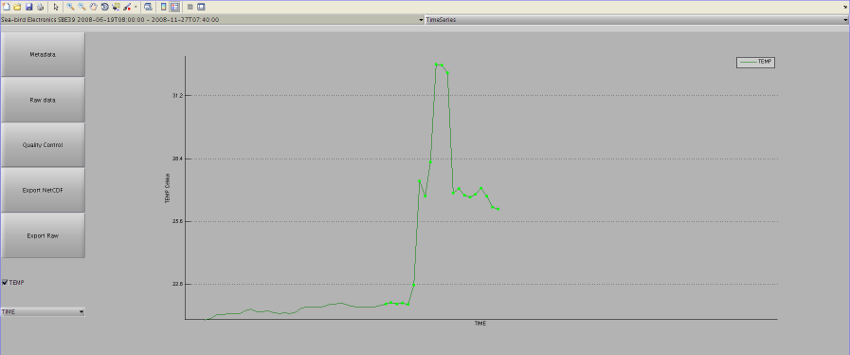 Sea-bird Electronics SBE39 2008-06-19T08:00:00 - 2008-11-27T07:40:00
TimeSeries
Metadata
Raw data
Quality Control
Export NetCDF
Export Raw
TEMP
TIME
TEMP Celsius
31.2
28.4
25.6
22.8
TIME
TEMP